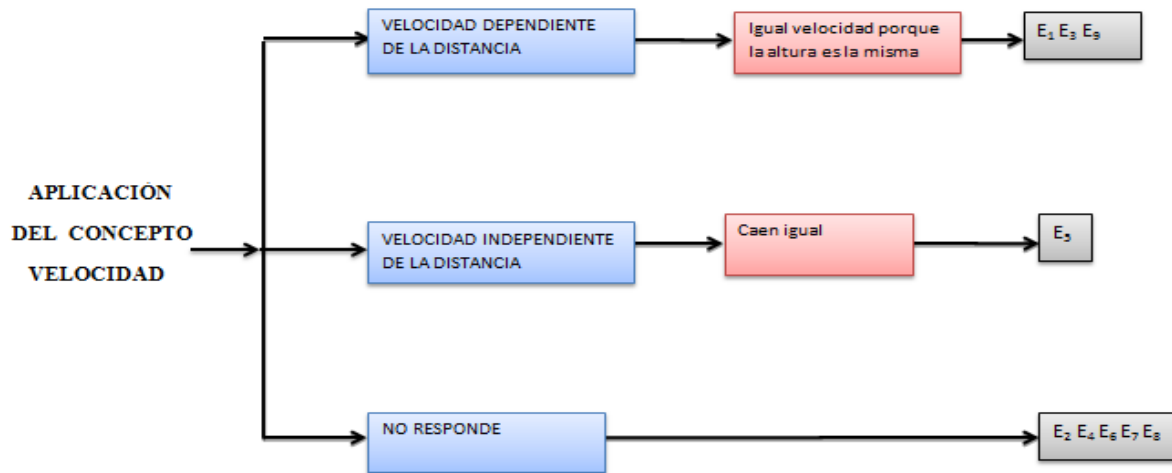 VELOCIDAD DEPENDIENTE
DE LA DISTANCIA
Igual velocidad porque
la altura es la misma
E₁ E₃ E₉
APLICACIÓN
DEL CONCEPTO
VELOCIDAD
VELOCIDAD INDEPENDIENTE
DE LA DISTANCIA
Caen igual
E₅
NO RESPONDE
E₂ E₄ E₆ E₇ E₈